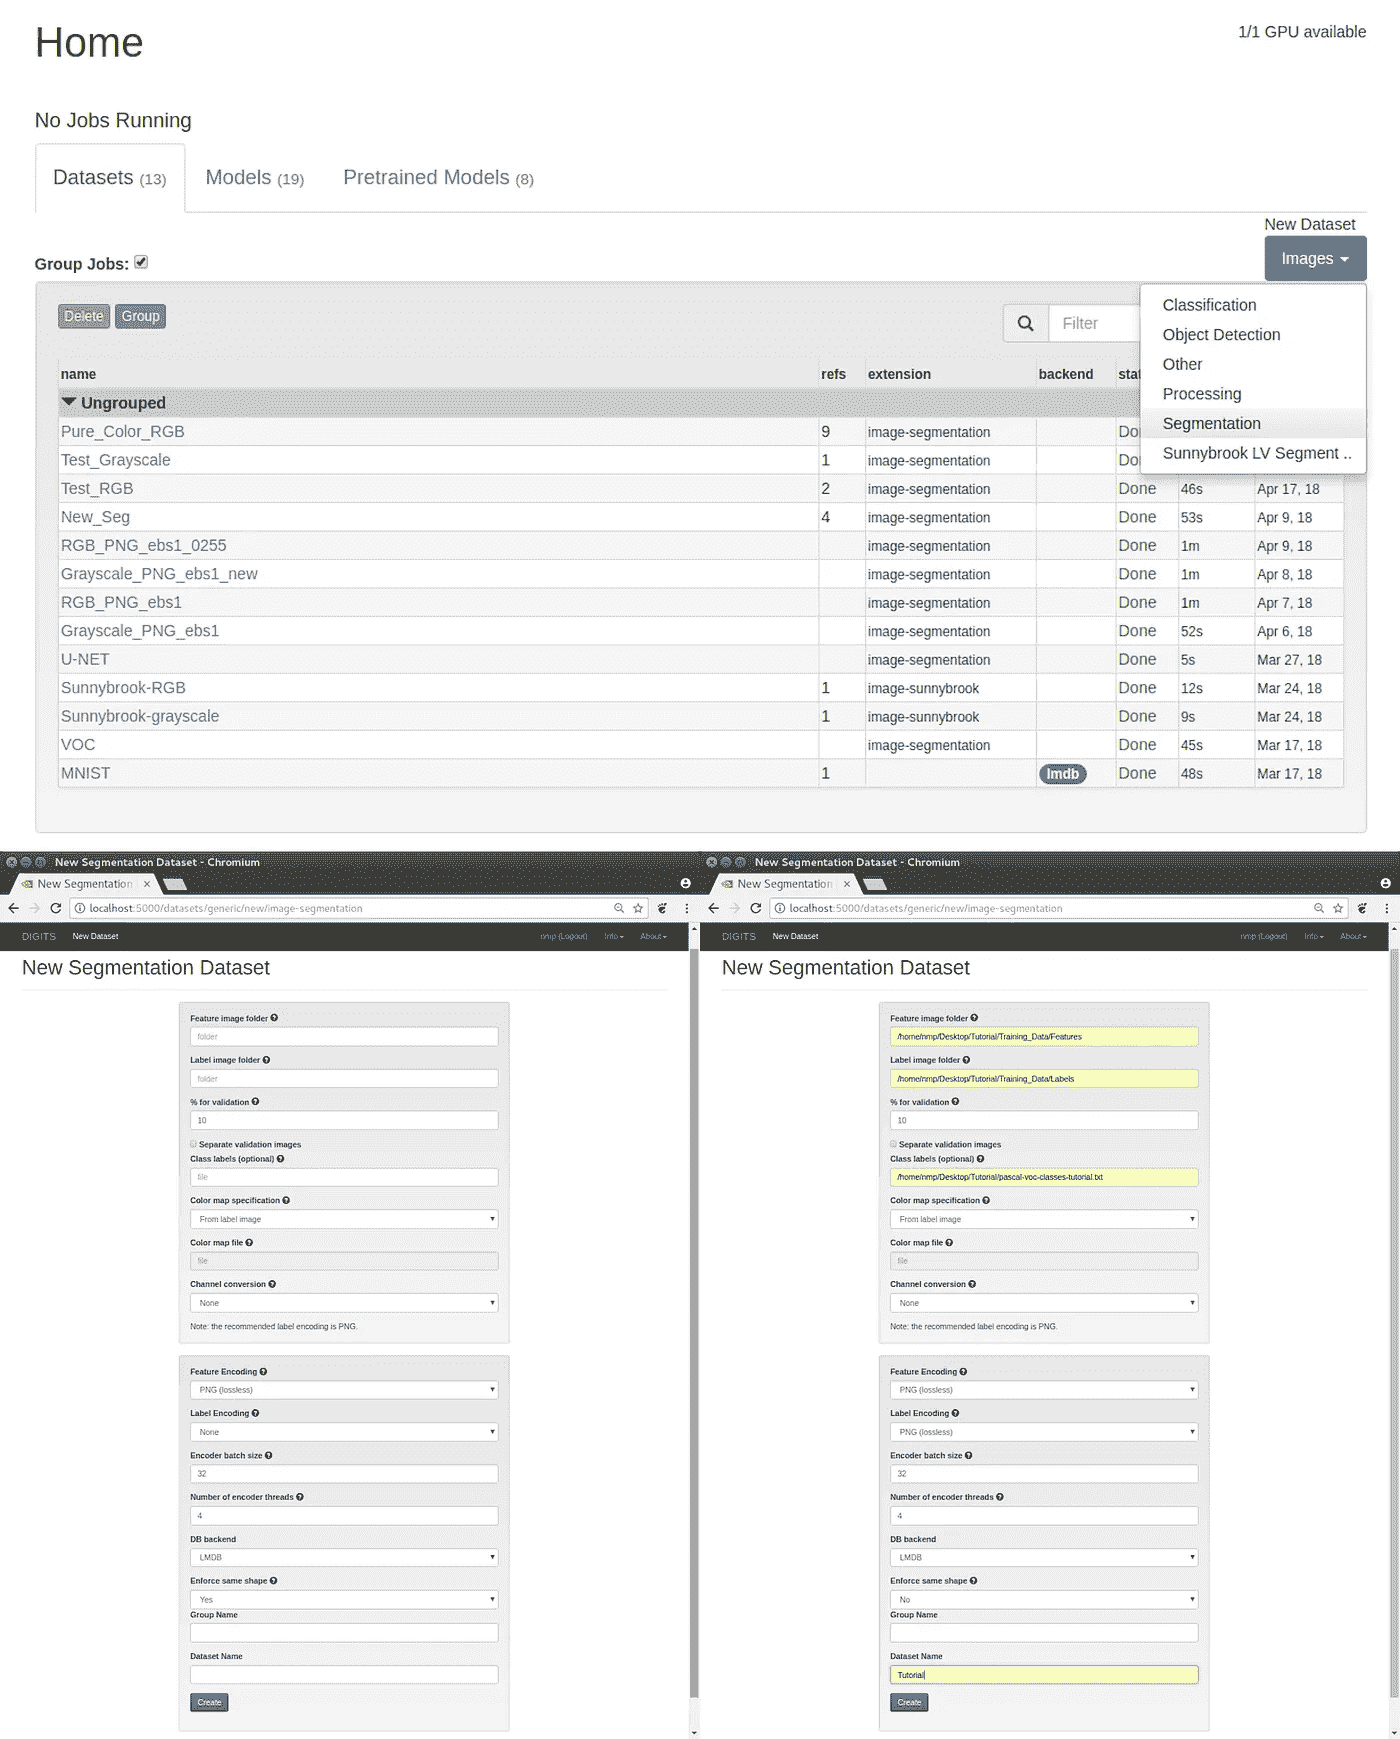 Home
1/1 GPU available
No Jobs Running
Datasets (13) Models (19) Pretrained Models (8)
New Dataset
Images
Group Jobs:
Delete Group
Filter
Classification
Object Detection
Other
Processing
Segmentation
Sunnybrook LV Segment ..
name refs extension backend stat
Ungrouped
Pure_Color_RGB 9 image-segmentation Do
Test_Grayscale 1 image-segmentation Do
Test_RGB 2 image-segmentation Done 46s Apr 17, 18
New_Seg 4 image-segmentation Done 53s Apr 9, 18
RGB_PNG_ebs1_0255 image-segmentation Done 1m Apr 9, 18
Grayscale_PNG_ebs1_new image-segmentation Done 1m Apr 8, 18
RGB_PNG_ebs1 image-segmentation Done 1m Apr 7, 18
Grayscale_PNG_ebs1 image-segmentation Done 52s Apr 6, 18
U-NET image-segmentation Done 5s Mar 27, 18
Sunnybrook-RGB 1 image-sunnybrook Done 12s Mar 24, 18
Sunnybrook-grayscale 1 image-sunnybrook Done 9s Mar 24, 18
VOC image-segmentation Done 45s Mar 17, 18
MNIST 1 lmdb Done 48s Mar 17, 18
New Segmentation Dataset - Chromium
New Segmentation
localhost:5000/datasets/generic/new/image-segmentation
DIGITS New Dataset nmp (Logout) Info About
New Segmentation Dataset
Feature image folder
folder
Label image folder
folder
% for validation
10
Separate validation images
Class labels (optional)
file
Color map specification
From label image
Color map file
file
Channel conversion
None
Note: the recommended label encoding is PNG.
Feature Encoding
PNG (lossless)
Label Encoding
None
Encoder batch size
32
Number of encoder threads
4
DB backend
LMDB
Enforce same shape
Yes
Group Name
Dataset Name
Create
New Segmentation Dataset - Chromium
New Segmentation
localhost:5000/datasets/generic/new/image-segmentation
DIGITS New Dataset nmp (Logout) Info About
New Segmentation Dataset
Feature image folder
/home/nmp/Desktop/Tutorial/Training_Data/Features
Label image folder
/home/nmp/Desktop/Tutorial/Training_Data/Labels
% for validation
10
Separate validation images
Class labels (optional)
/home/nmp/Desktop/Tutorial/pascal-voc-classes-tutorial.txt
Color map specification
From label image
Color map file
file
Channel conversion
None
Note: the recommended label encoding is PNG.
Feature Encoding
PNG (lossless)
Label Encoding
PNG (lossless)
Encoder batch size
32
Number of encoder threads
4
DB backend
LMDB
Enforce same shape
No
Group Name
Dataset Name
Tutorial
Create